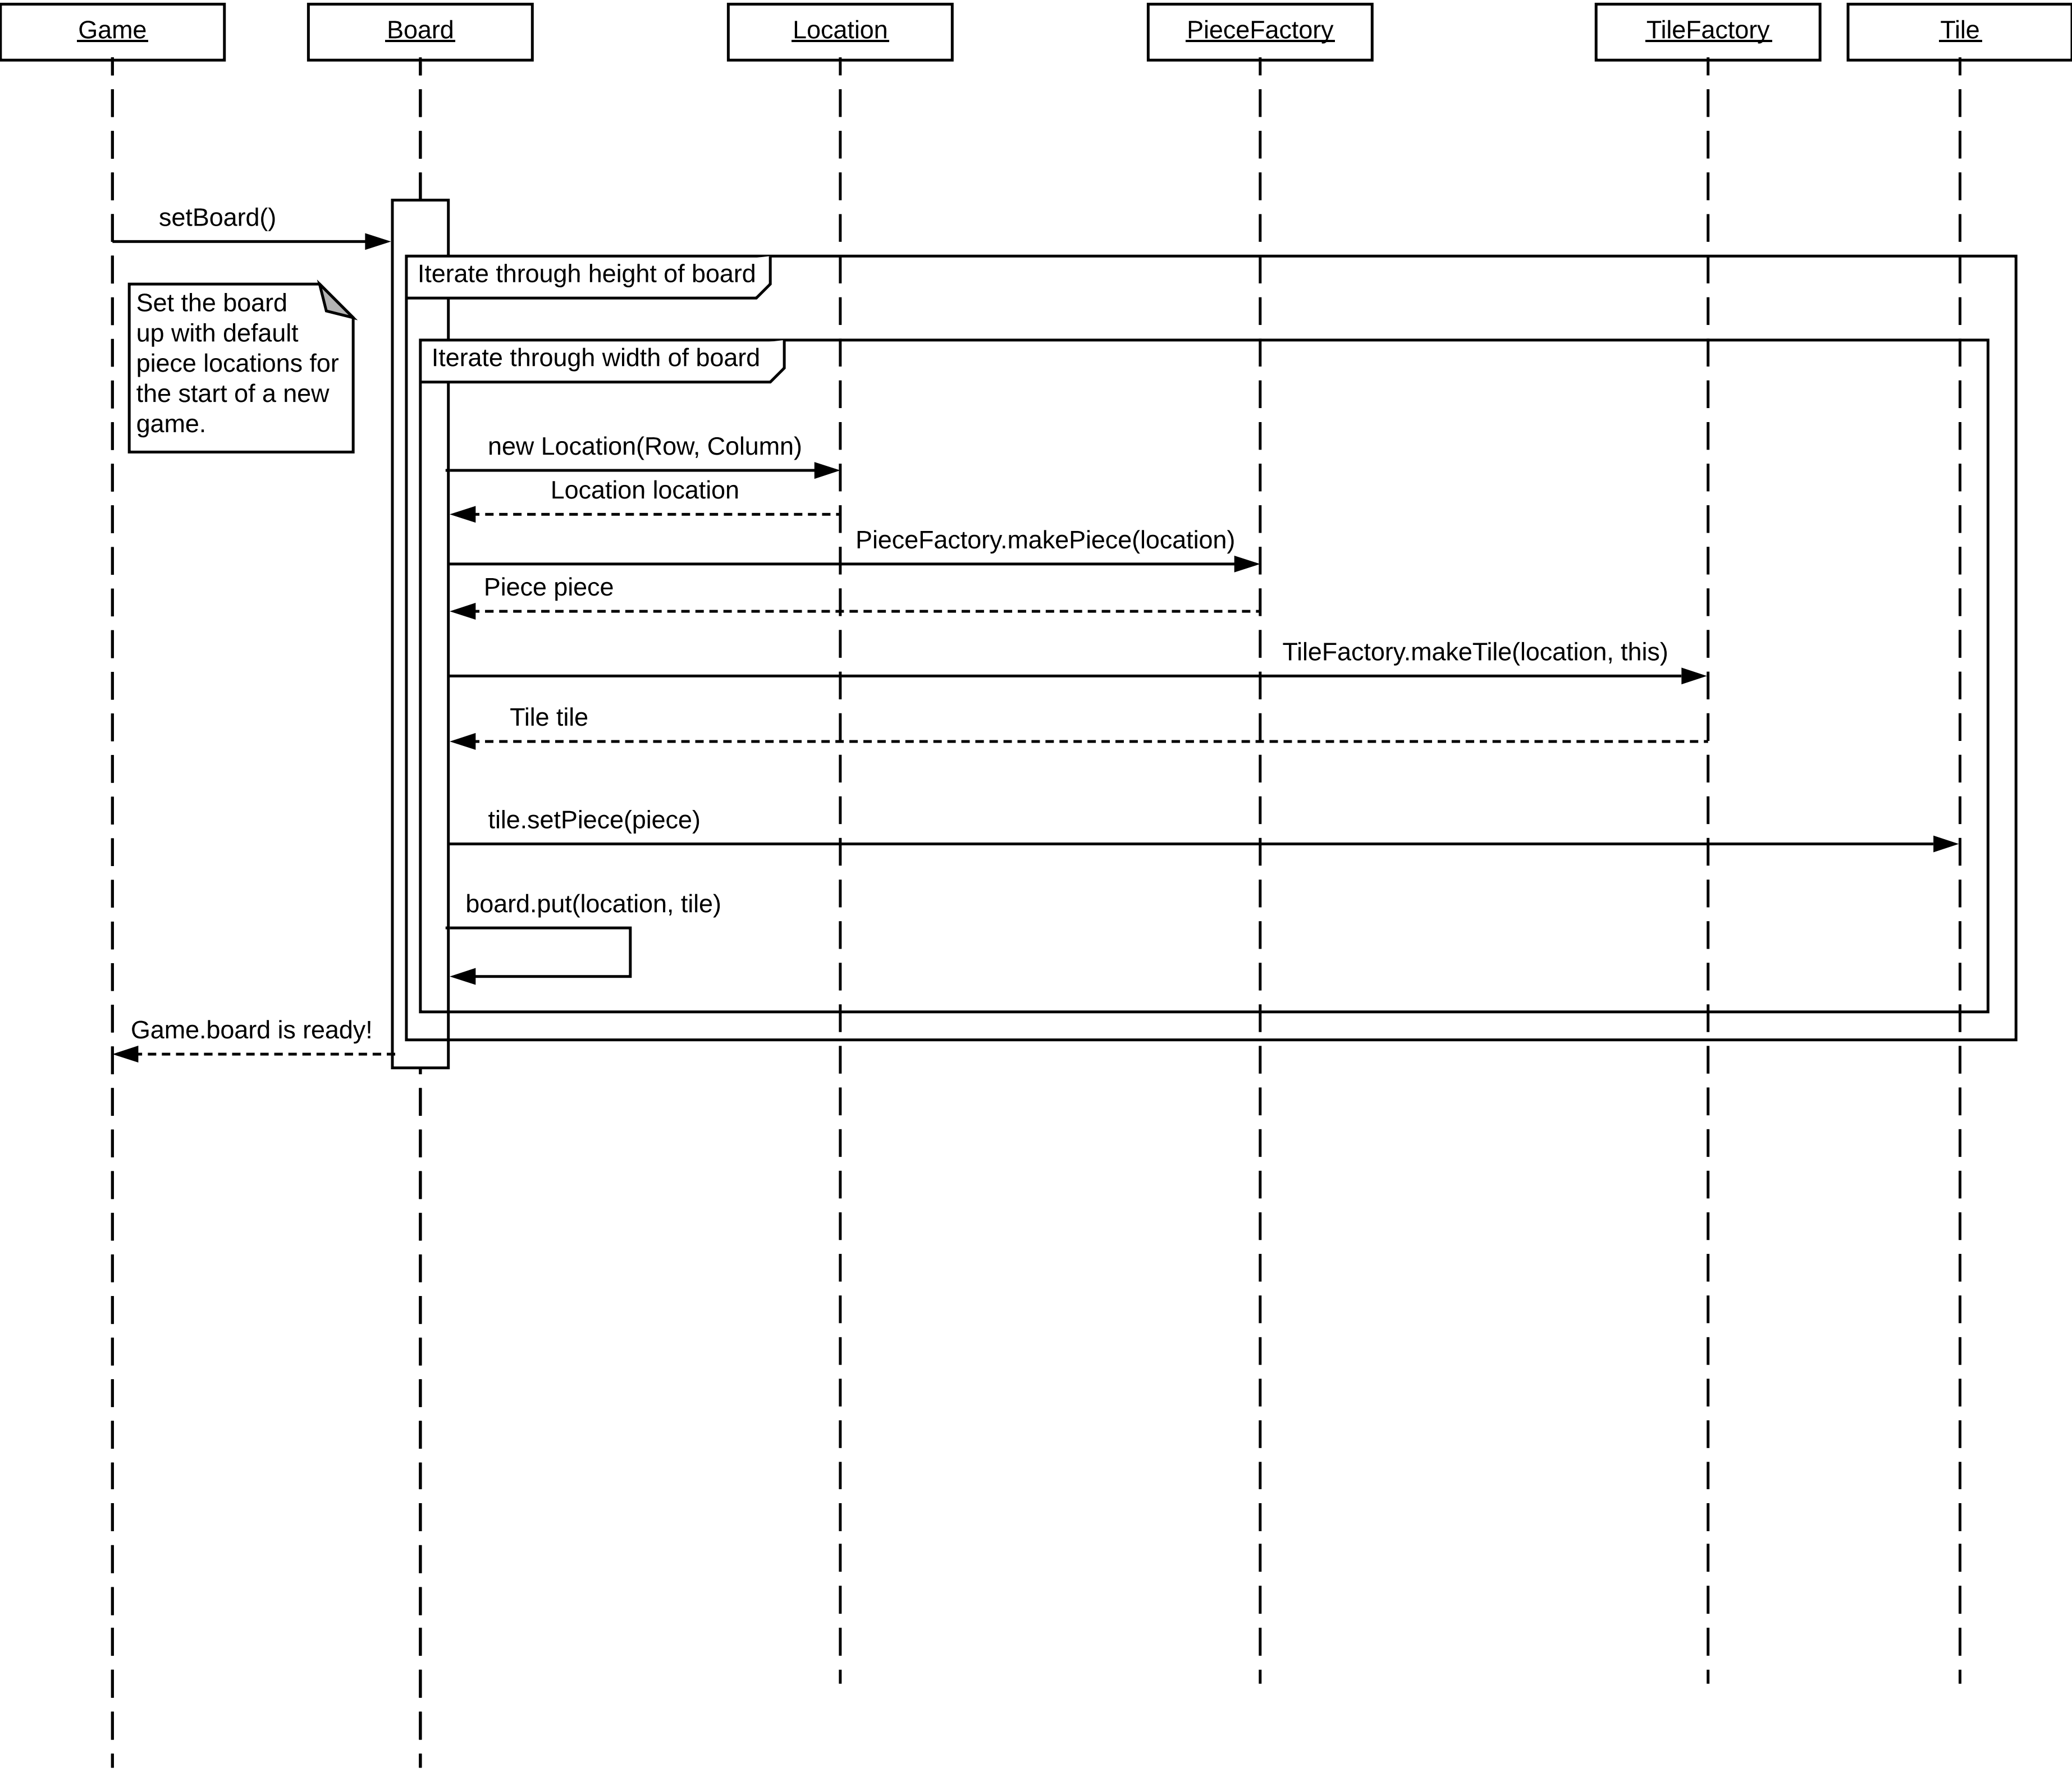 Game
Board
Location
PieceFactory
TileFactory
Tile
setBoard()
Iterate through height of board
Set the board
up with default
piece locations for
the start of a new
game.
Iterate through width of board
new Location(Row, Column)
Location location
PieceFactory.makePiece(location)
Piece piece
TileFactory.makeTile(location, this)
Tile tile
tile.setPiece(piece)
board.put(location, tile)
Game.board is ready!